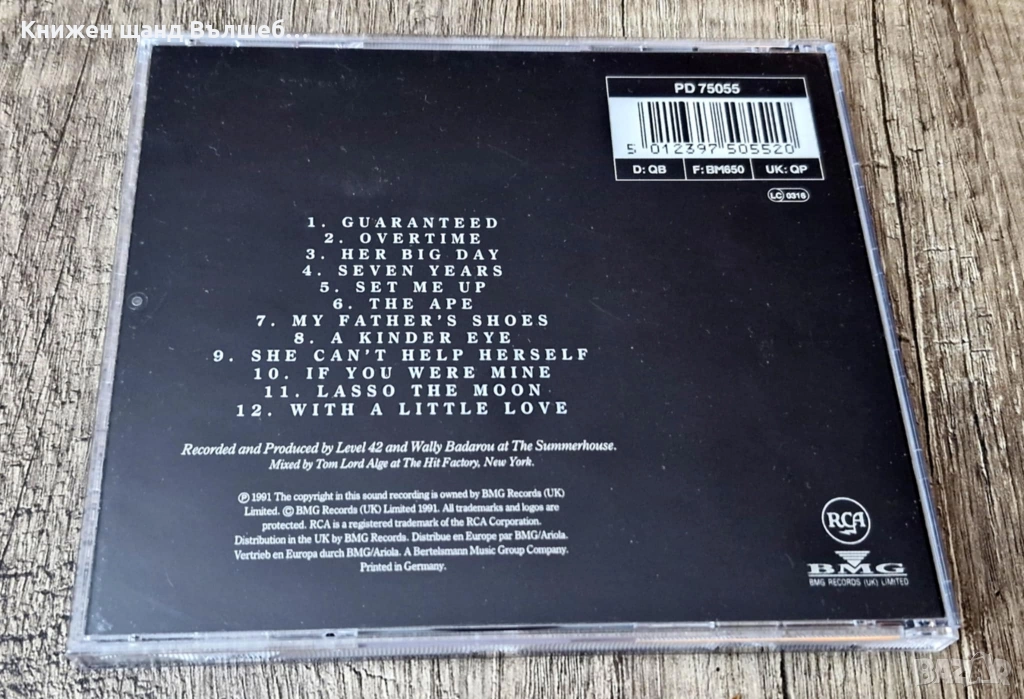 Книжен щанд Вълшеб...
PD 75055
5 012397 505520
D: QB F: BM650 UK: QP
LC 0316
1. GUARANTEED
2. OVERTIME
3. HER BIG DAY
4. SEVEN YEARS
5. SET ME UP
6. THE APE
7. MY FATHER'S SHOES
8. A KINDER EYE
9. SHE CAN'T HELP HERSELF
10. IF YOU WERE MINE
11. LASSO THE MOON
12. WITH A LITTLE LOVE
Recorded and Produced by Level 42 and Wally Badarou at The Summerhouse.
Mixed by Tom Lord Alge at The Hit Factory, New York.
Ⓟ 1991 The copyright in this sound recording is owned by BMG Records (UK)
Limited. © BMG Records (UK) Limited 1991. All trademarks and logos are
protected. RCA is a registered trademark of the RCA Corporation.
Distribution in the UK by BMG Records. Distribue en Europe par BMG/Ariola.
Vertrieb en Europa durch BMG/Ariola. A Bertelsmann Music Group Company.
Printed in Germany.
RCA
BMG
BMG RECORDS (UK) LIMITED